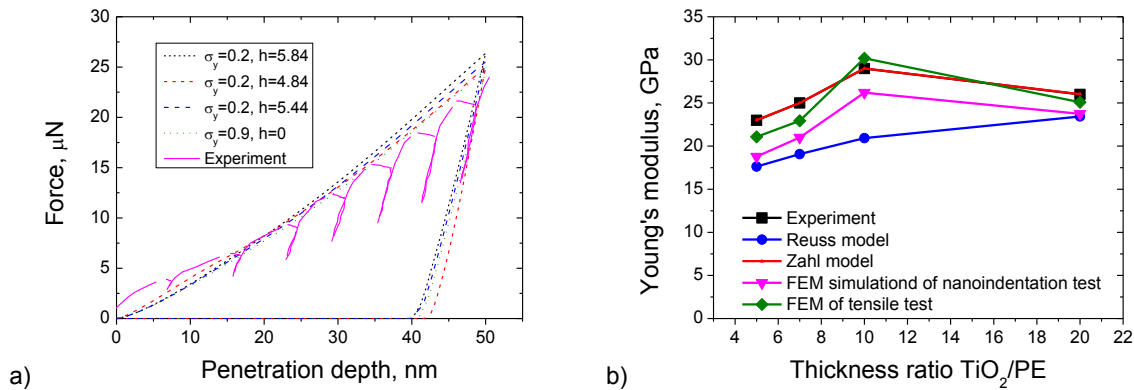 30
25
20
15
10
5
0
Force, μN
σy=0.2, h=5.84
σy=0.2, h=4.84
σy=0.2, h=5.44
σy=0.9, h=0
Experiment
0 10 20 30 40 50
Penetration depth, nm
a)
35
30
25
20
15
10
5
0
Young's modulus, GPa
Experiment
Reuss model
Zahl model
FEM simulationd of nanoindentation test
FEM of tensile test
4 6 8 10 12 14 16 18 20 22
Thickness ratio TiO2/PE
b)